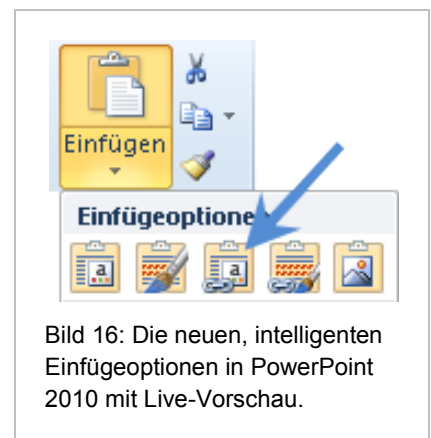 Einfügen
Einfügeoptionen
a a
Bild 16: Die neuen, intelligenten
Einfügeoptionen in PowerPoint
2010 mit Live-Vorschau.